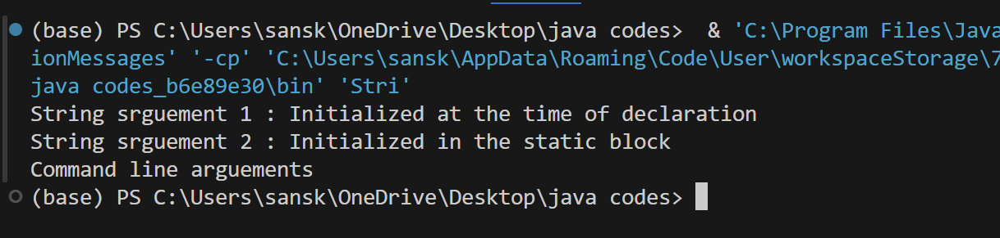 (base) PS C:\Users\sansk\OneDrive\Desktop\java codes>  & 'C:\Program Files\Java
ionMessages' '-cp' 'C:\Users\sansk\AppData\Roaming\Code\User\workspaceStorage\7
java codes_b6e89e30\bin' 'Stri'
String srguement 1 : Initialized at the time of declaration
String srguement 2 : Initialized in the static block
Command line arguements
(base) PS C:\Users\sansk\OneDrive\Desktop\java codes>